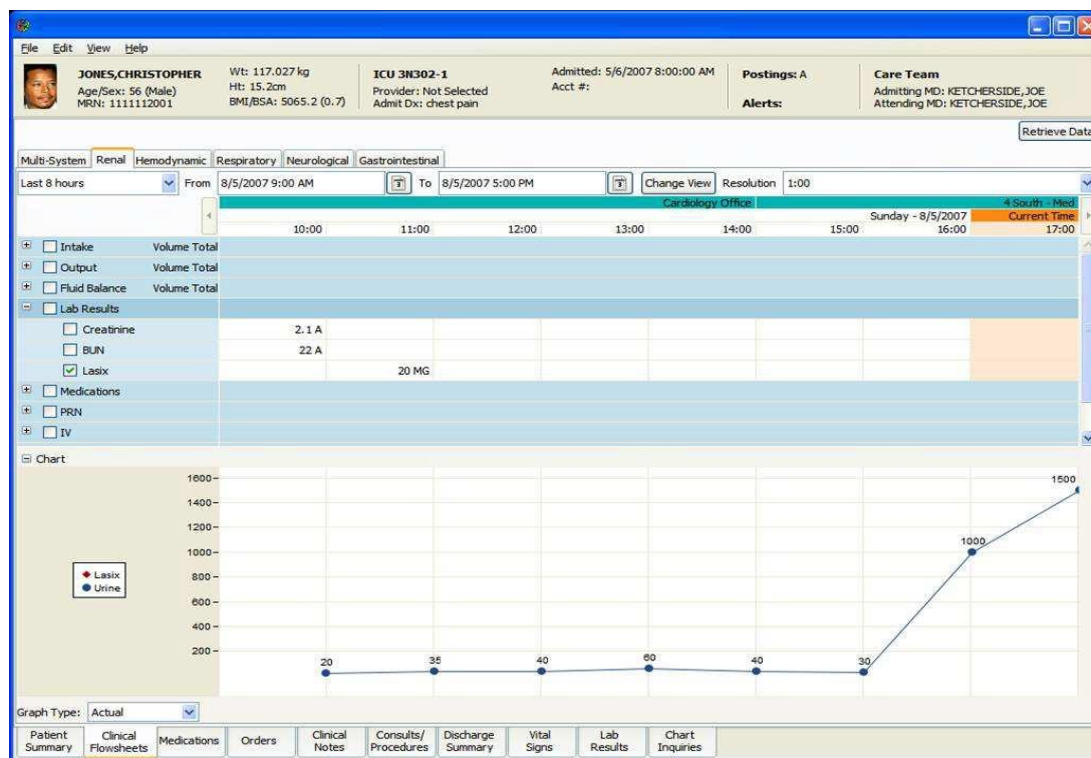 File Edit View Help
JONES,CHRISTOPHER
Age/Sex: 56 (Male)
MRN: 1111112001
Wt: 117.027 kg
Ht: 15.2cm
BMI/BSA: 5065.2 (0.7)
ICU 3N302-1
Provider: Not Selected
Admit Dx: chest pain
Admitted: 5/6/2007 8:00:00 AM
Acct #:
Postings: A
Alerts:
Care Team
Admitting MD: KETCHERSIDE,JOE
Attending MD: KETCHERSIDE,JOE
Retrieve Data
Multi-System Renal Hemodynamic Respiratory Neurological Gastrointestinal
Last 8 hours From 8/5/2007 9:00 AM To 8/5/2007 5:00 PM Change View Resolution 1:00
Cardiology Office 4 South - Med
Sunday - 8/5/2007 Current Time
10:00 11:00 12:00 13:00 14:00 15:00 16:00 17:00
Intake Volume Total
Output Volume Total
Fluid Balance Volume Total
Lab Results
Creatinine 2.1 A
BUN 22 A
Lasix 20 MG
Medications
PRN
IV
Chart
1600
1400
1200
1000
800
600
400
200
Lasix
Urine
20 35 40 60 40 30 1000 1500
Graph Type: Actual
Patient Summary
Clinical Flowsheets
Medications
Orders
Clinical Notes
Consults/ Procedures
Discharge Summary
Vital Signs
Lab Results
Chart Inquiries